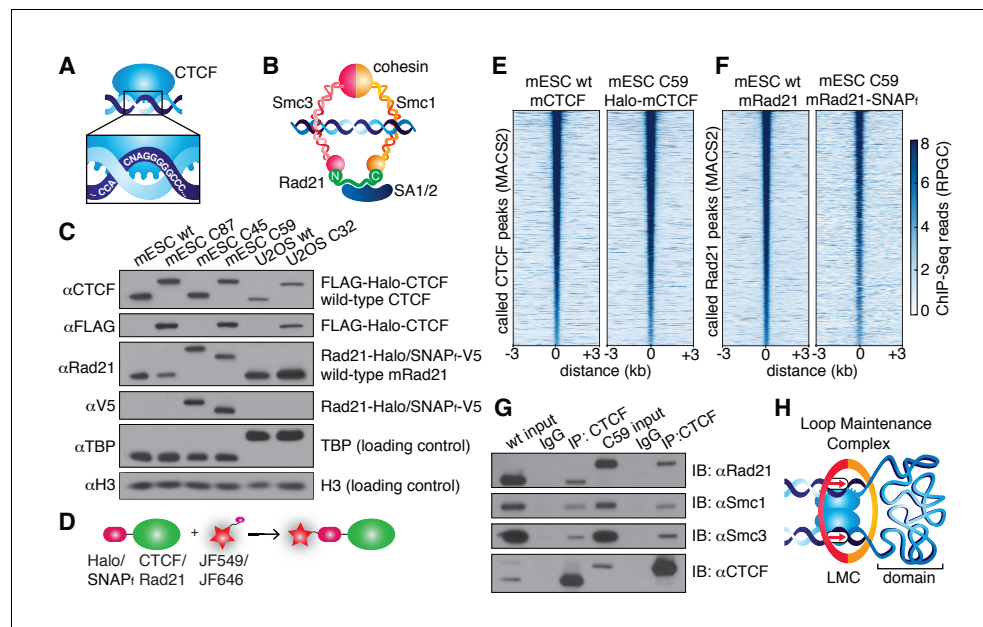 A
CTCF
CCA
CNAGGGGGCCC...
B
cohesin
Smc3
Smc1
N
C
Rad21
SA1/2
C
mESC wt
mESC C87
mESC C45
mESC C59
U2OS wt
U2OS C32
αCTCF
FLAG-Halo-CTCF
wild-type CTCF
αFLAG
FLAG-Halo-CTCF
αRad21
Rad21-Halo/SNAPf-V5
wild-type mRad21
αV5
Rad21-Halo/SNAPf-V5
αTBP
TBP (loading control)
αH3
H3 (loading control)
D
+
Halo/
SNAPf
CTCF/
Rad21
JF549/
JF646
E
mESC wt
mCTCF
mESC C59
Halo-mCTCF
called CTCF peaks (MACS2)
-3 0 +3
-3 0 +3
distance (kb)
F
mESC wt
mRad21
mESC C59
mRad21-SNAPf
called Rad21 peaks (MACS2)
-3 0 +3
-3 0 +3
distance (kb)
8
6
4
2
0
ChIP-Seq reads (RPGC)
G
wt input
IgG
IP: CTCF
C59 input
IgG
IP:CTCF
IB: αRad21
IB: αSmc1
IB: αSmc3
IB: αCTCF
H
Loop Maintenance
Complex
LMC
domain